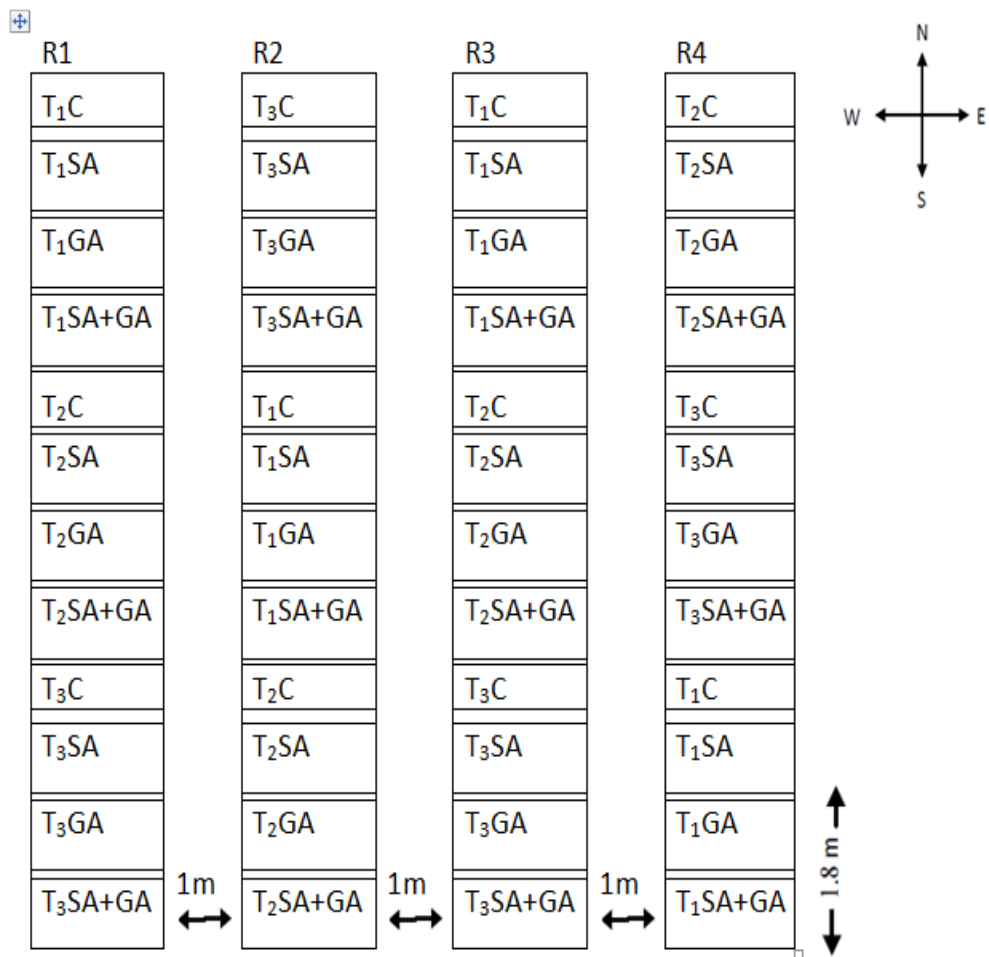 N
R1 R2 R3 R4
T₁C T₃C T₁C T₂C
W E
T₁SA T₃SA T₁SA T₂SA
S
T₁GA T₃GA T₁GA T₂GA
T₁SA+GA T₃SA+GA T₁SA+GA T₂SA+GA
T₂C T₁C T₂C T₃C
T₂SA T₁SA T₂SA T₃SA
T₂GA T₁GA T₂GA T₃GA
T₂SA+GA T₁SA+GA T₂SA+GA T₃SA+GA
T₃C T₂C T₃C T₁C
T₃SA T₂SA T₃SA T₁SA
T₃GA T₂GA T₃GA T₁GA
1.8 m
1m 1m 1m
T₃SA+GA T₂SA+GA T₃SA+GA T₁SA+GA